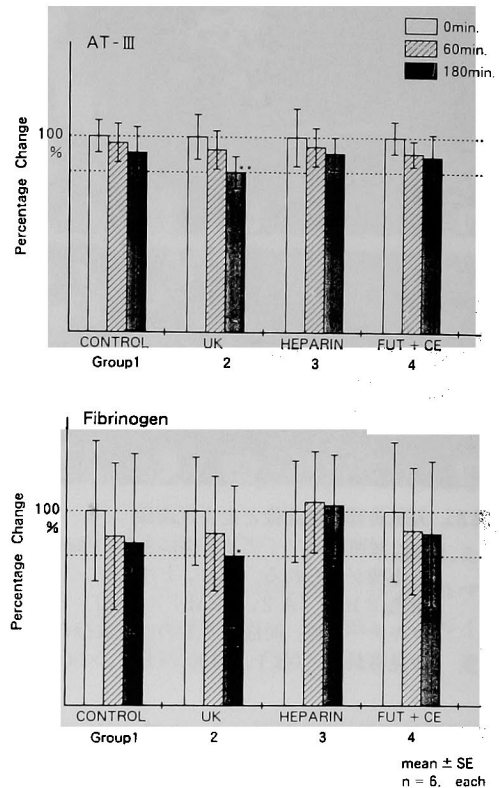 AT-III
0min.
60min.
180min.
100
%
Percentage Change
**
CONTROL UK HEPARIN FUT + CE
Group1 2 3 4
Fibrinogen
100
%
Percentage Change
*
CONTROL UK HEPARIN FUT + CE
Group1 2 3 4
mean ± SE
n = 6. each